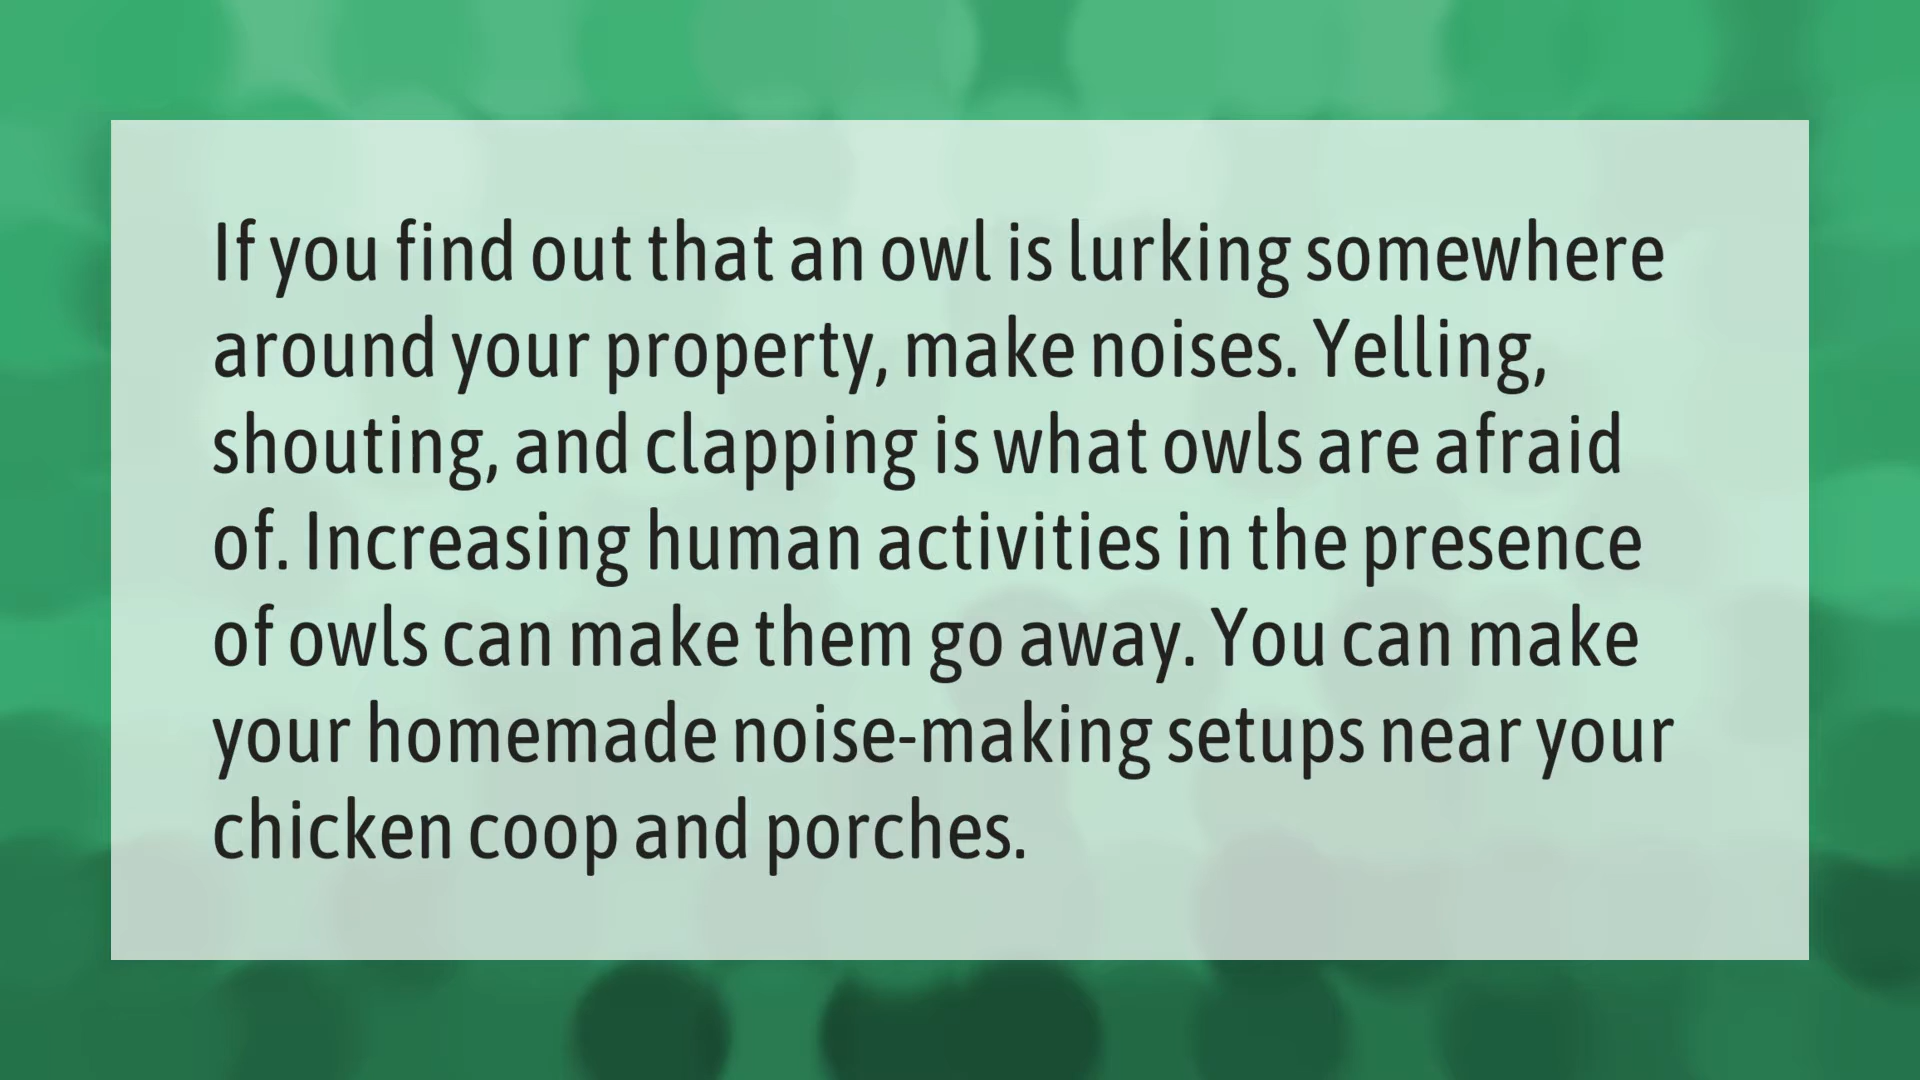 If you find out that an owl is lurking somewhere
around your property, make noises. Yelling,
shouting, and clapping is what owls are afraid
of. Increasing human activities in the presence
of owls can make them go away. You can make
your homemade noise-making setups near your
chicken coop and porches.